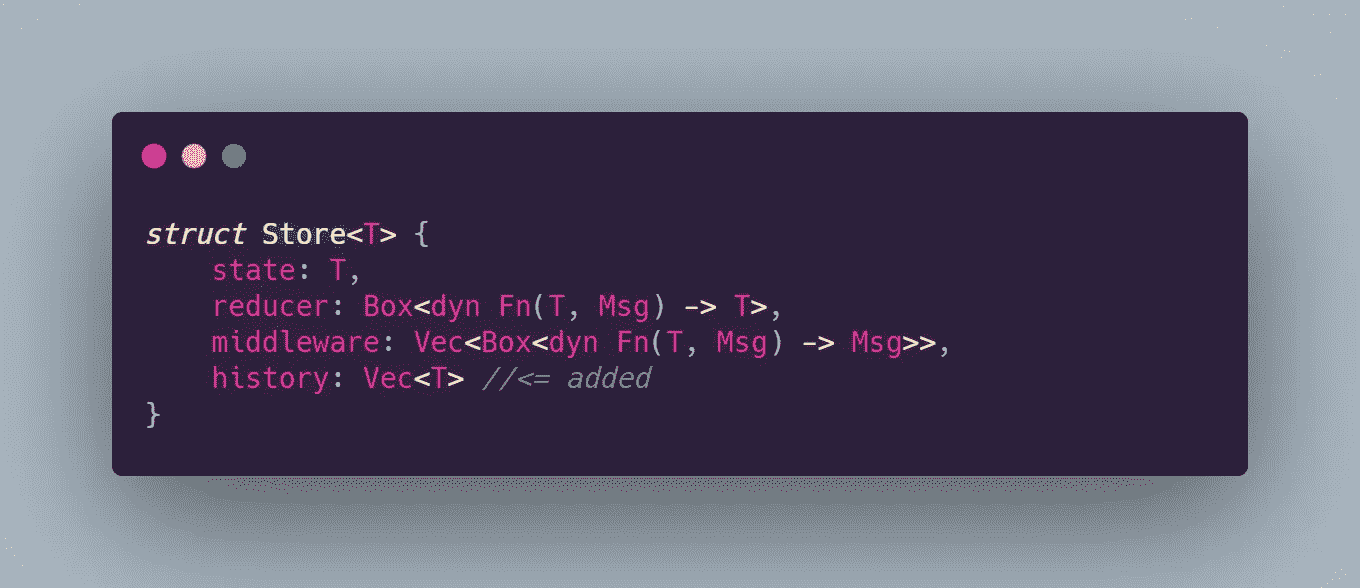 struct Store<T> {
    state: T,
    reducer: Box<dyn Fn(T, Msg) -> T>,
    middleware: Vec<Box<dyn Fn(T, Msg) -> Msg>>,
    history: Vec<T> //<= added
}